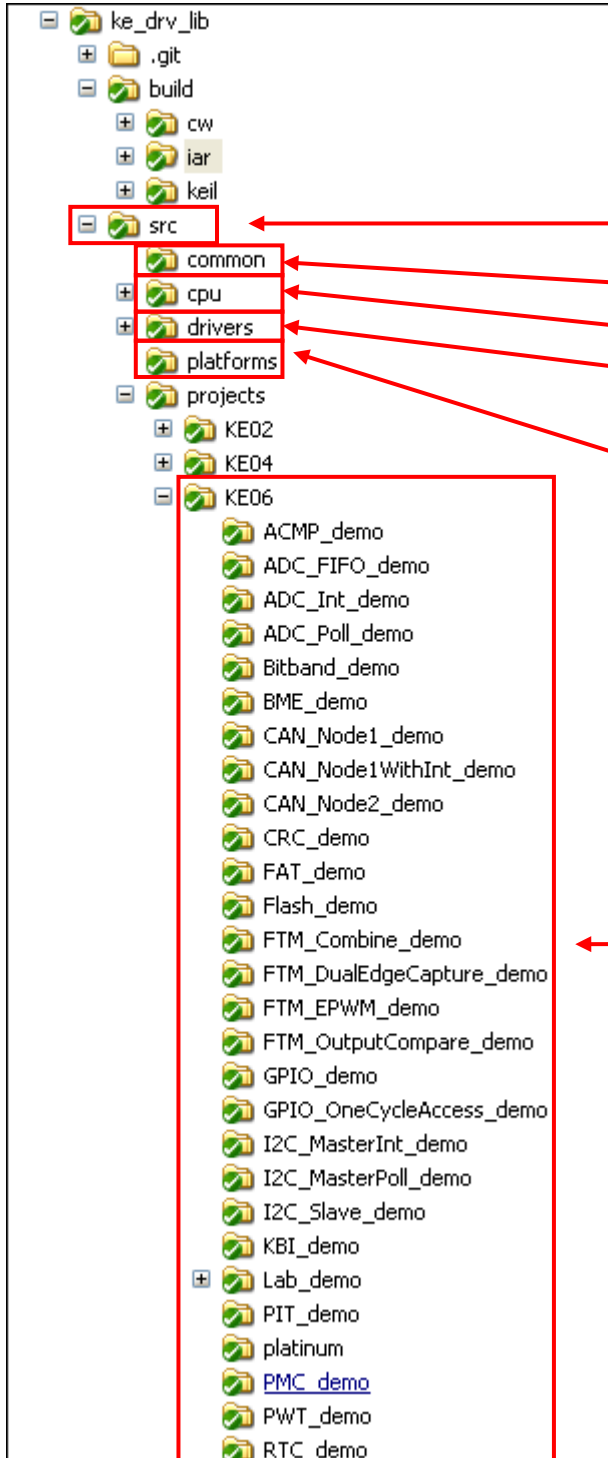 ke_drv_lib
.git
build
cw
iar
keil
src
common
cpu
drivers
platforms
projects
KE02
KE04
KE06
ACMP_demo
ADC_FIFO_demo
ADC_Int_demo
ADC_Poll_demo
Bitband_demo
BME_demo
CAN_Node1_demo
CAN_Node1WithInt_demo
CAN_Node2_demo
CRC_demo
FAT_demo
Flash_demo
FTM_Combine_demo
FTM_DualEdgeCapture_demo
FTM_EPWM_demo
FTM_OutputCompare_demo
GPIO_demo
GPIO_OneCycleAccess_demo
I2C_MasterInt_demo
I2C_MasterPoll_demo
I2C_Slave_demo
KBI_demo
Lab_demo
PIT_demo
platinum
PMC_demo
PWT_demo
RTC_demo